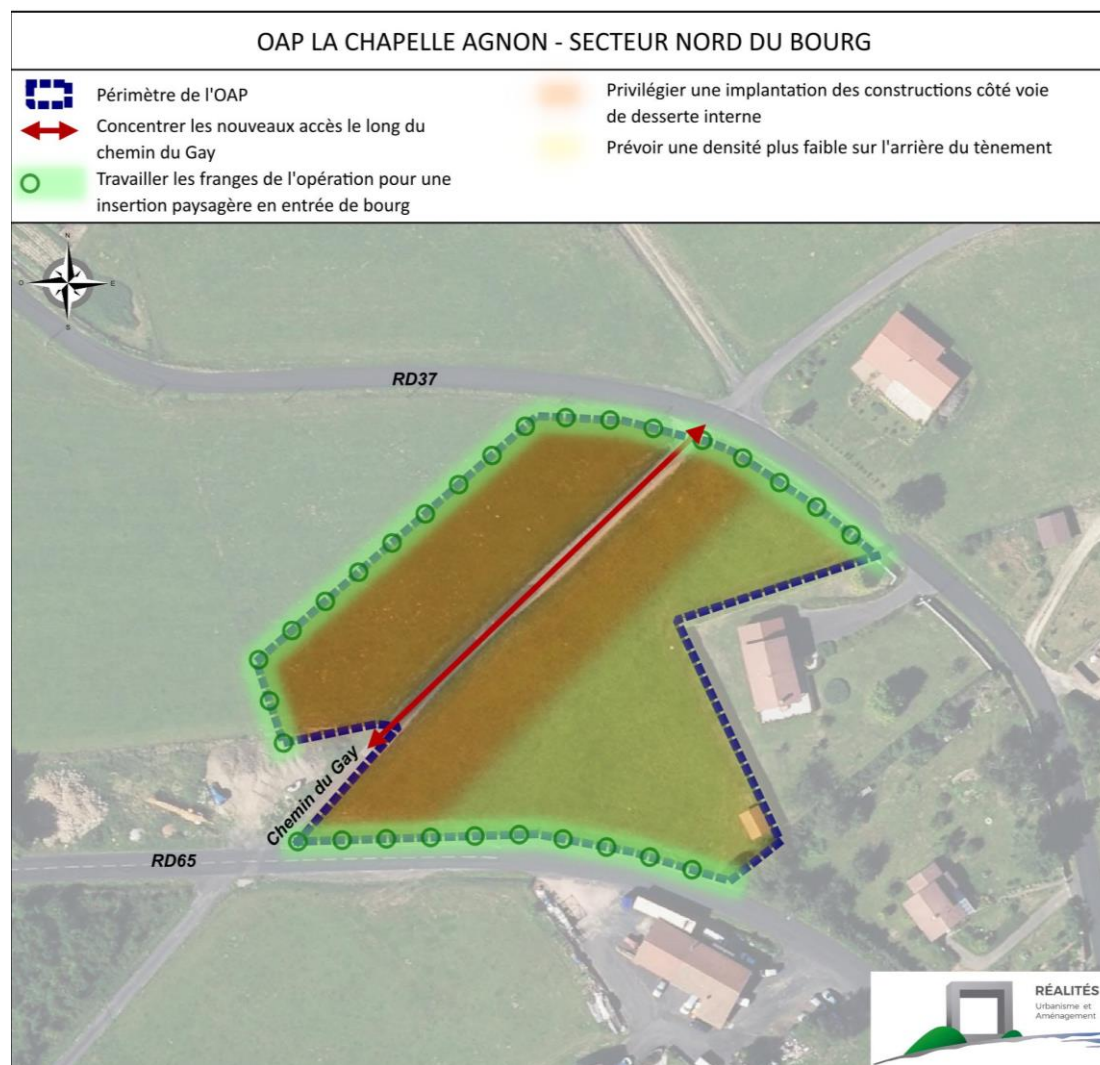 OAP LA CHAPELLE AGNON - SECTEUR NORD DU BOURG
Périmètre de l'OAP
Concentrer les nouveaux accès le long du
chemin du Gay
Travailler les franges de l'opération pour une
insertion paysagère en entrée de bourg
Privilégier une implantation des constructions côté voie
de desserte interne
Prévoir une densité plus faible sur l'arrière du tènement
N
O
E
S
RD37
Chemin du Gay
RD65
RÉALITÉS
Urbanisme et
Aménagement